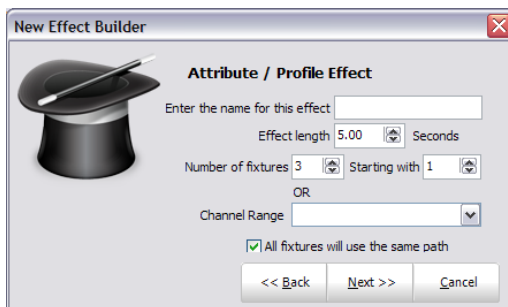 New Effect Builder
Attribute / Profile Effect
Enter the name for this effect
Effect length 5.00 Seconds
Number of fixtures 3 Starting with 1
OR
Channel Range
All fixtures will use the same path
<< Back Next >> Cancel